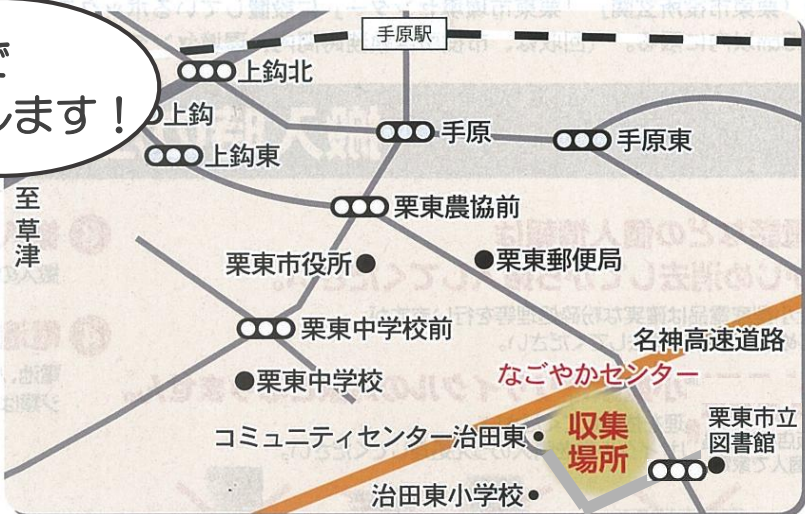 手原駅
上鈎北
します！
上鈎
手原
手原東
上鈎東
至草津
栗東農協前
栗東市役所
栗東郵便局
栗東中学校前
名神高速道路
栗東中学校
なごやかセンター
コミュニティセンター治田東
収集
場所
栗東市立
図書館
治田東小学校